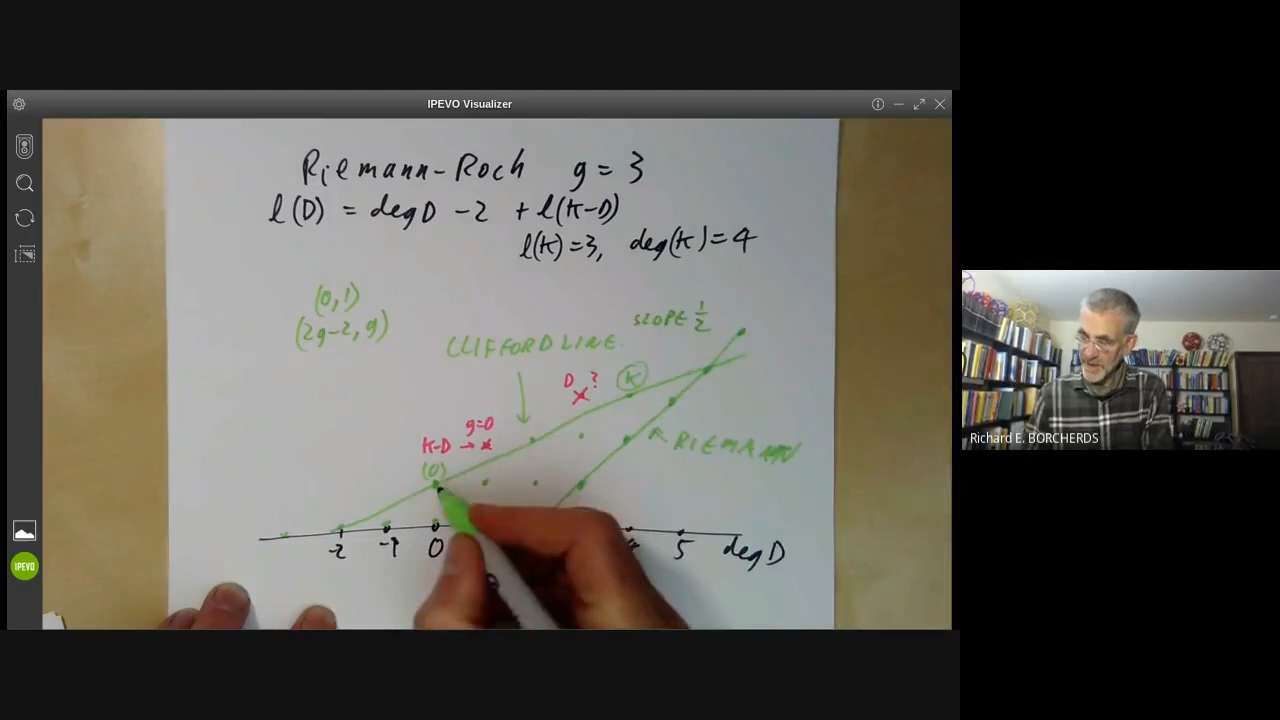 IPEVO Visualizer
Riemann-Roch g = 3
l(D) = deg D - 2 + l(K-D)
l(K) = 3, deg(K) = 4
(0, 1)
(2g-2, g)
SLOPE 1/2
CLIFFORD LINE
D ?
K
g=0
K-D →
(0)
RIEMANN
Richard E. BORCHERDS
-2 -1 0 4 5 deg D
IPEVO